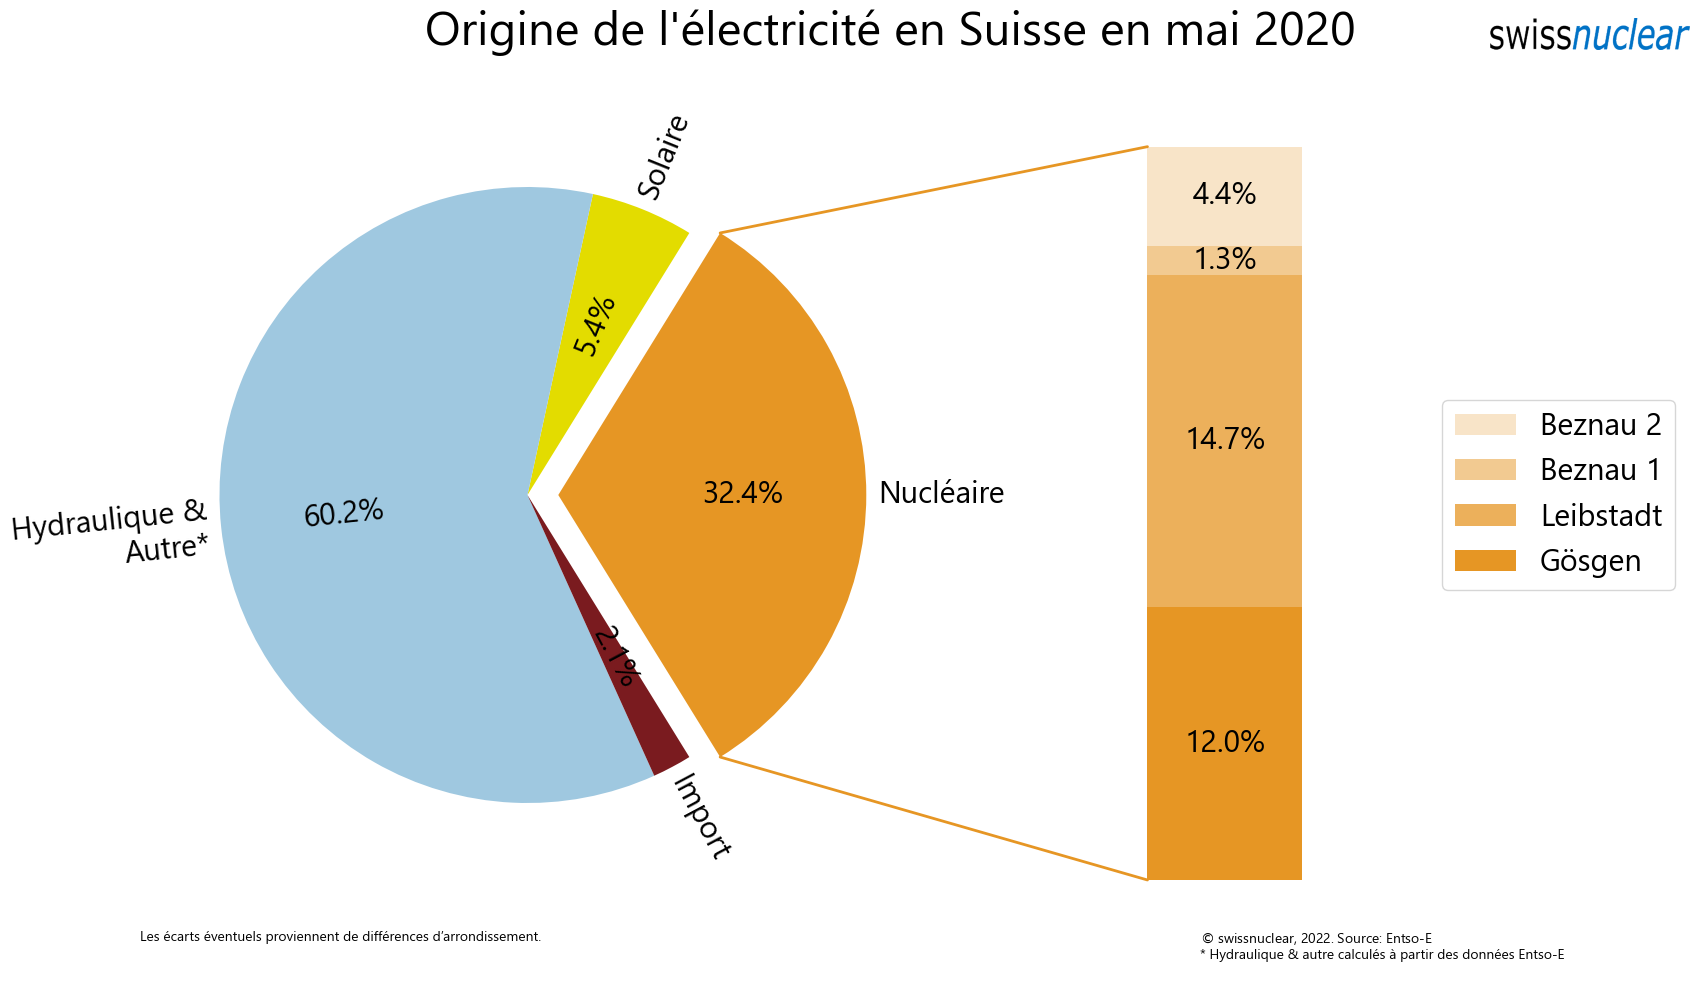 Origine de l'électricité en Suisse en mai 2020
swissnuclear
Solaire
5.4%
Hydraulique &
Autre*
60.2%
32.4%
Nucléaire
2.1%
Import
4.4%
1.3%
14.7%
12.0%
Beznau 2
Beznau 1
Leibstadt
Gösgen
Les écarts éventuels proviennent de différences d’arrondissement.
© swissnuclear, 2022. Source: Entso-E
* Hydraulique & autre calculés à partir des données Entso-E